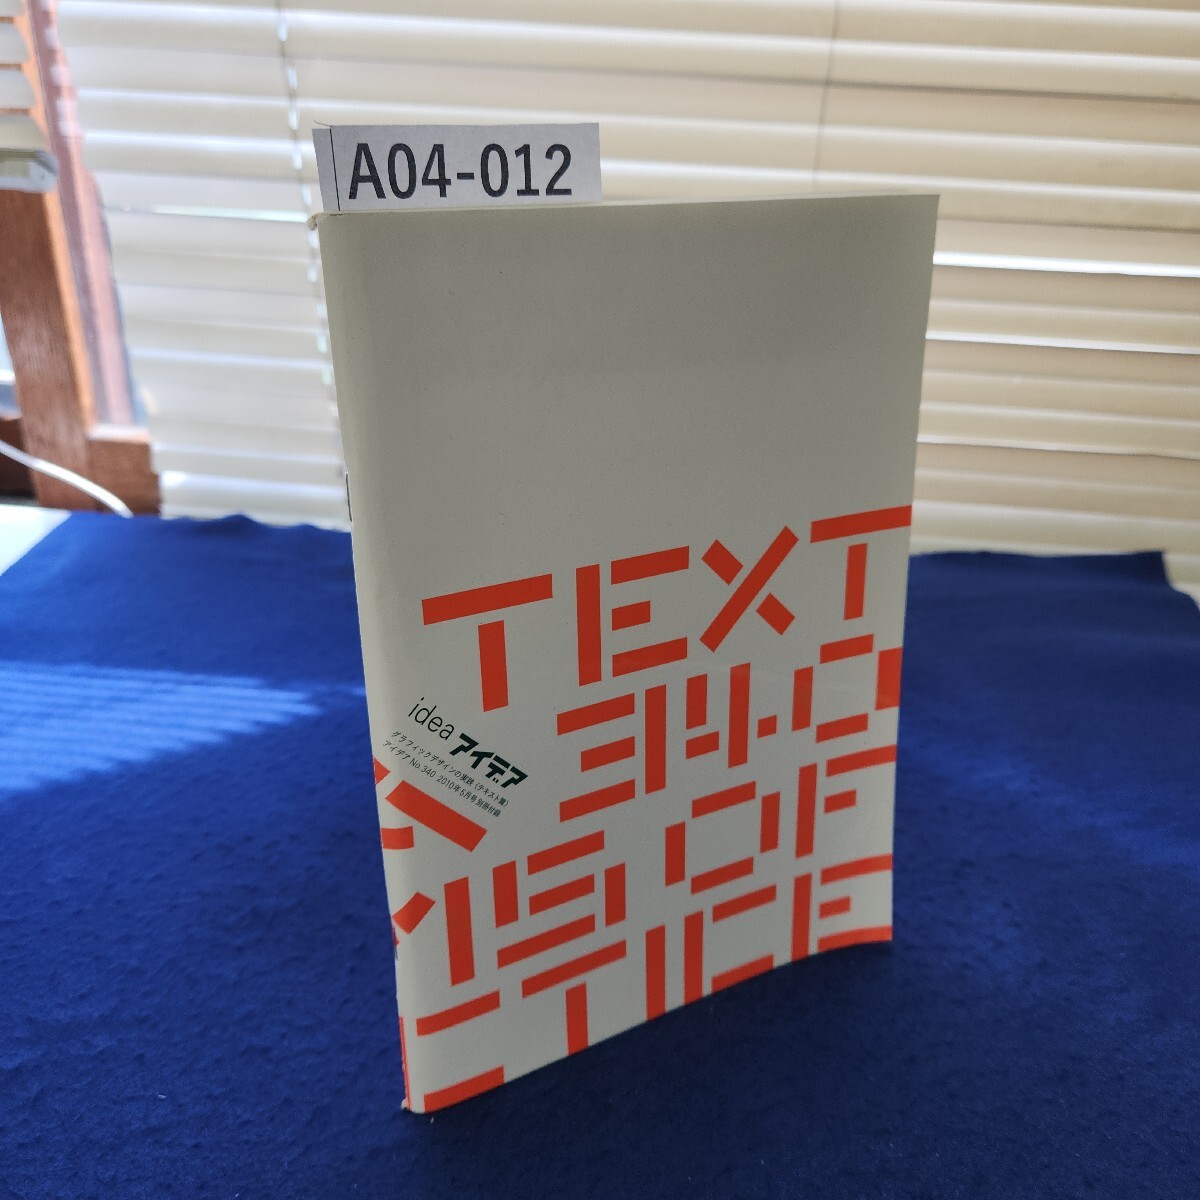 A04-012
TEXT
idea アイデア
グラフィックデザインの実践〈テキスト篇〉
アイデア No.340 2010年5月号 別冊付録
OF
TICE